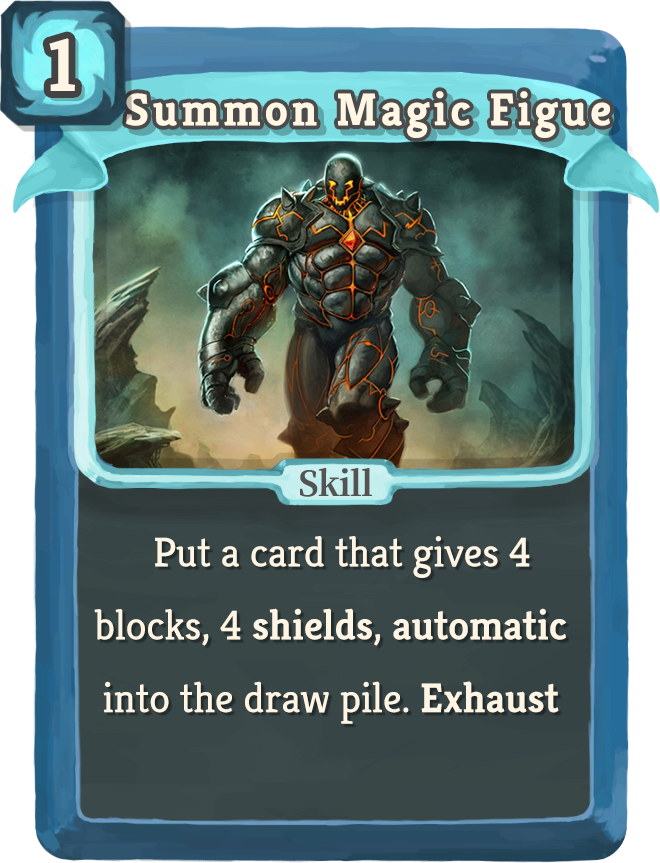 1
Summon Magic Figue
Skill
Put a card that gives 4
blocks, 4 shields, automatic
into the draw pile. Exhaust